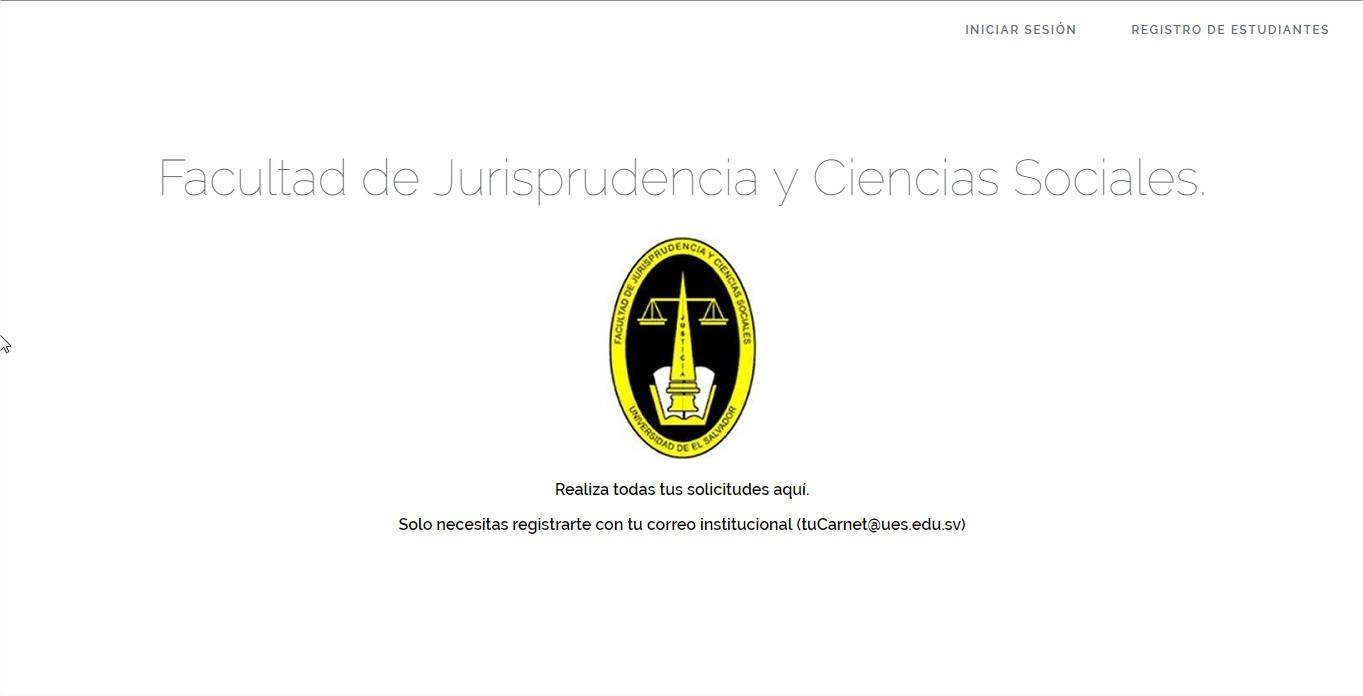 INICIAR SESIÓN REGISTRO DE ESTUDIANTES
Facultad de Jurisprudencia y Ciencias Sociales.
FACULTAD DE JURISPRUDENCIA Y CIENCIAS SOCIALES
JUSTICIA
UNIVERSIDAD DE EL SALVADOR
Realiza todas tus solicitudes aquí.
Solo necesitas registrarte con tu correo institucional (tuCarnet@ues.edu.sv)